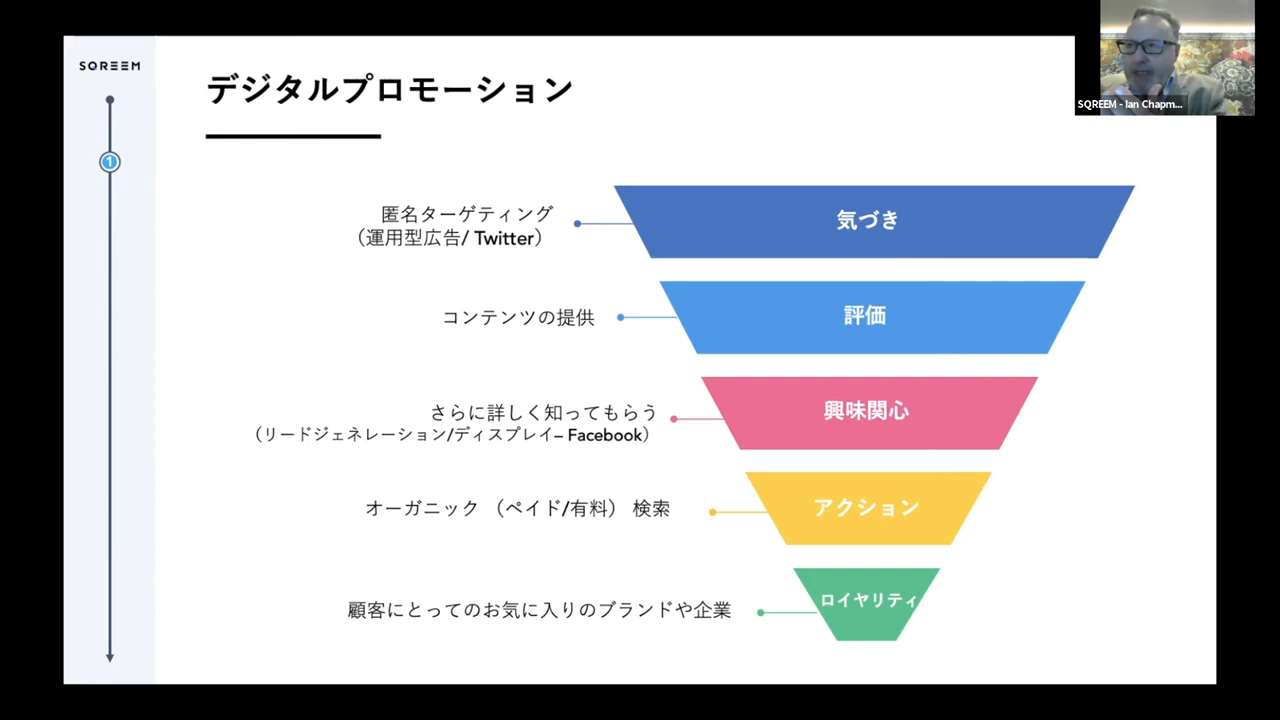 SQREEM
デジタルプロモーション
SQREEM - Ian Chapm...
1
匿名ターゲティング
（運用型広告/ Twitter）
気づき
コンテンツの提供
評価
さらに詳しく知ってもらう
（リードジェネレーション/ディスプレイ– Facebook）
興味関心
オーガニック （ペイド/有料） 検索
アクション
顧客にとってのお気に入りのブランドや企業
ロイヤリティ